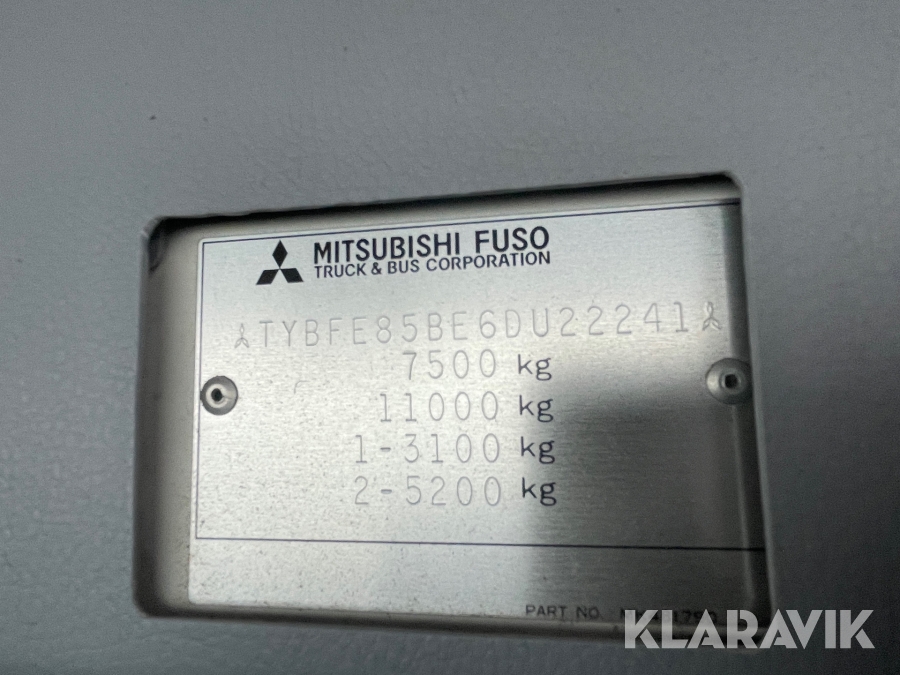 MITSUBISHI FUSO
TRUCK & BUS CORPORATION
TYBFE85BE6DU22241
7500 kg
11000 kg
1-3100 kg
2-5200 kg
PART NO.
KLARAVIK